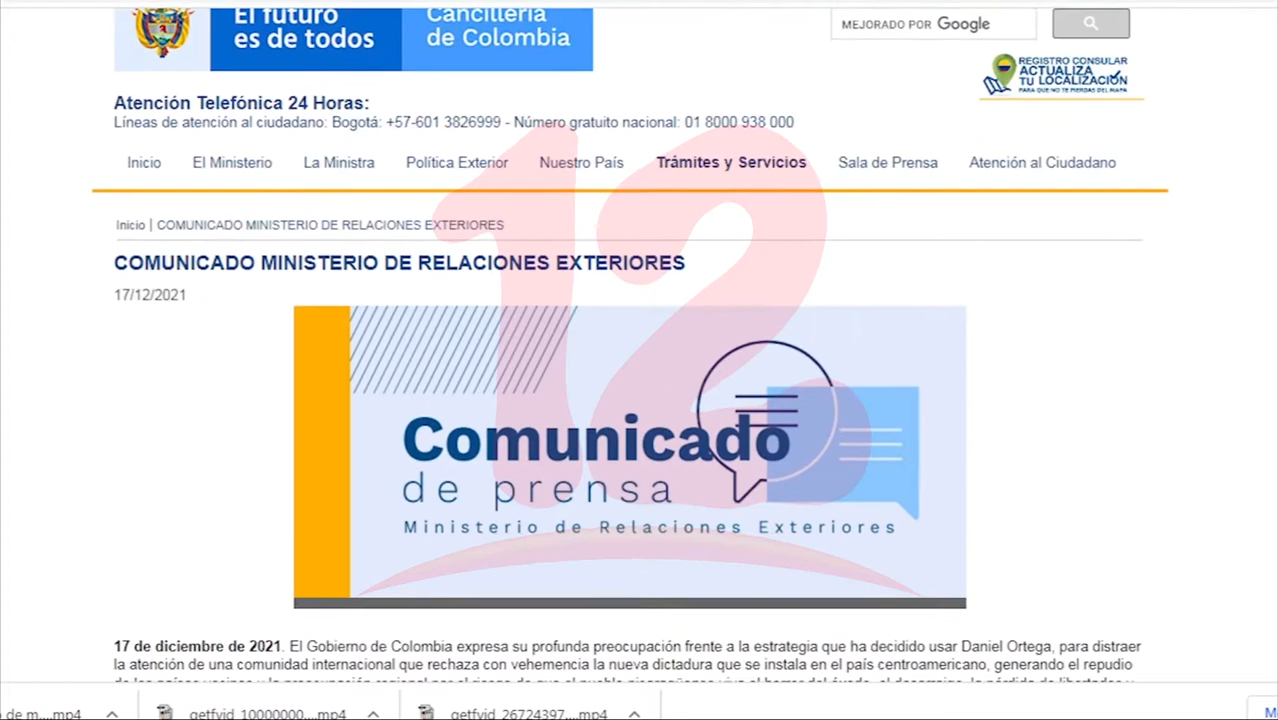 El futuro
es de todos
Cancillería
de Colombia
MEJORADO POR Google
REGISTRO CONSULAR
ACTUALIZA
TU LOCALIZACIÓN
PARA QUE NO TE PIERDAS DEL MAPA
Atención Telefónica 24 Horas:
Líneas de atención al ciudadano: Bogotá: +57-601 3826999 - Número gratuito nacional: 01 8000 938 000
Inicio El Ministerio La Ministra Política Exterior Nuestro País Trámites y Servicios Sala de Prensa Atención al Ciudadano
Inicio | COMUNICADO MINISTERIO DE RELACIONES EXTERIORES
COMUNICADO MINISTERIO DE RELACIONES EXTERIORES
17/12/2021
12
Comunicado
de prensa
Ministerio de Relaciones Exteriores
17 de diciembre de 2021. El Gobierno de Colombia expresa su profunda preocupación frente a la estrategia que ha decidido usar Daniel Ortega, para distraer
la atención de una comunidad internacional que rechaza con vehemencia la nueva dictadura que se instala en el país centroamericano, generando el repudio
o de m....mp4 getfvid_10000000....mp4 getfvid_26724397....mp4